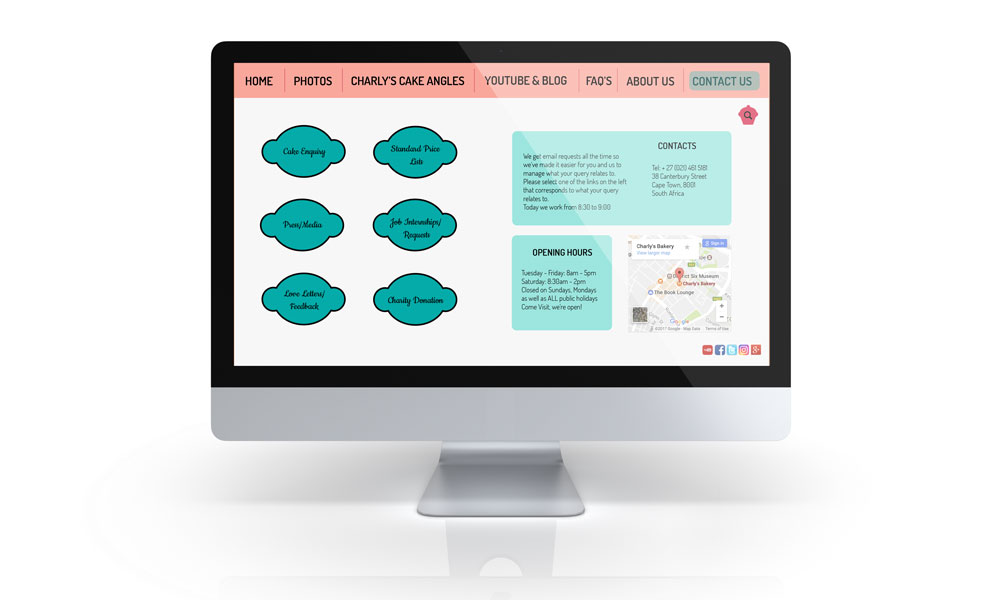 HOME
PHOTOS
CHARLY'S CAKE ANGLES
YOUTUBE & BLOG
FAQ'S
ABOUT US
CONTACT US
Cake Enquiry
Standard Price
Lists
Press/Media
Job Internships/
Requests
Love Letters/
Feedback
Charity Donation
We get email requests all the time so
we've made it easier for you and us to
manage what your query relates to.
Please select one of the links on the left
that corresponds to what your query
relates to.
Today we work from 8:30 to 9:00
CONTACTS
Tel: + 27 (021) 461 5181
38 Canterbury Street
Cape Town, 8001
South Africa
OPENING HOURS
Tuesday - Friday: 8am - 5pm
Saturday: 8:30am - 2pm
Closed on Sundays, Mondays
as well as ALL public holidays
Come Visit, we're open!
Charly's Bakery
View larger map
Sign in
District Six Museum
Charly's Bakery
The Book Lounge
Google
©2017 Google - Map Data
Terms of Use